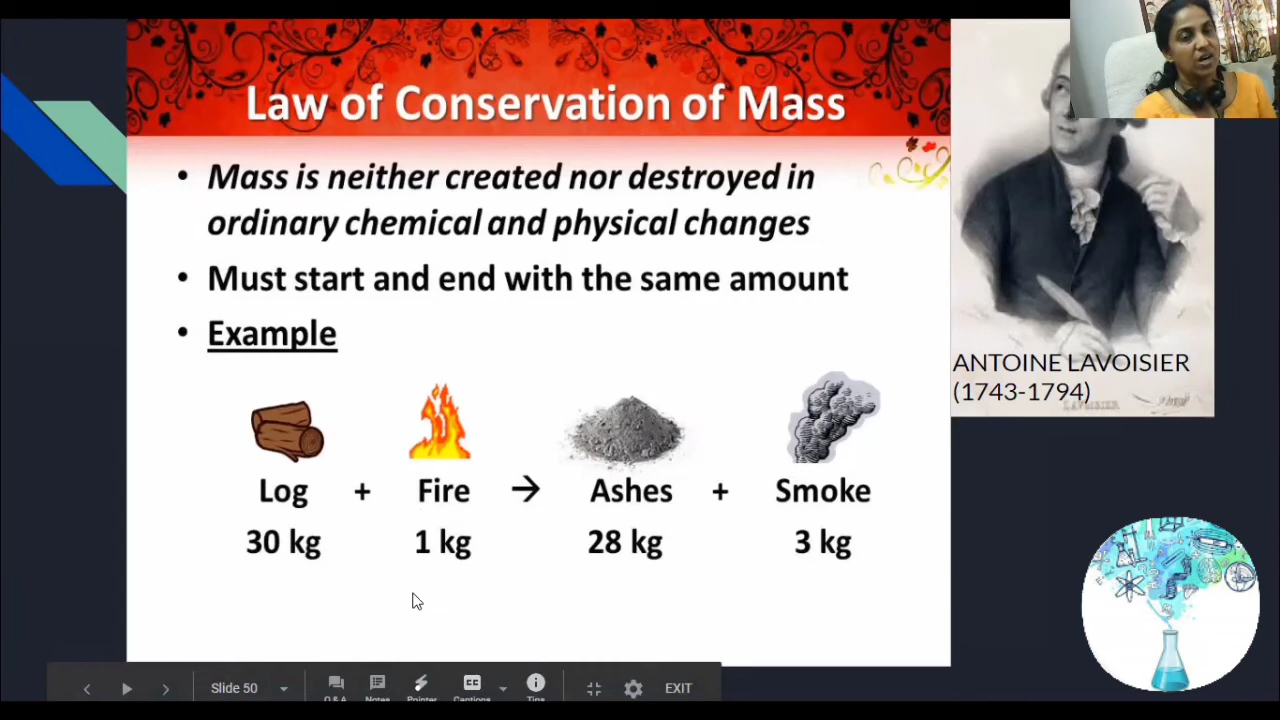 Law of Conservation of Mass
• Mass is neither created nor destroyed in
ordinary chemical and physical changes
• Must start and end with the same amount
• Example
Log + Fire → Ashes + Smoke
30 kg 1 kg 28 kg 3 kg
ANTOINE LAVOISIER
(1743-1794)
LAVOISIER
Slide 50
Q & A Notes Pointer Captions Tips
EXIT